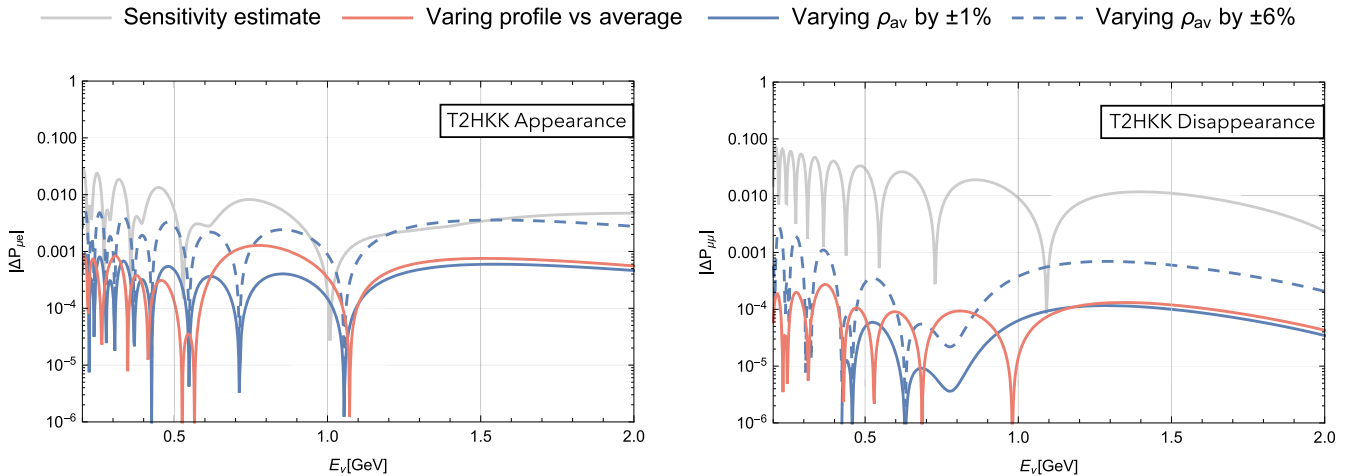 Sensitivity estimate Varing profile vs average Varying ρav by ±1% Varying ρav by ±6%
1
0.100
0.010
0.001
10⁻⁴
10⁻⁵
10⁻⁶
|ΔPμe|
T2HKK Appearance
0.5 1.0 1.5 2.0
Eν[GeV]
1
0.100
0.010
0.001
10⁻⁴
10⁻⁵
10⁻⁶
|ΔPμμ|
T2HKK Disappearance
0.5 1.0 1.5 2.0
Eν[GeV]